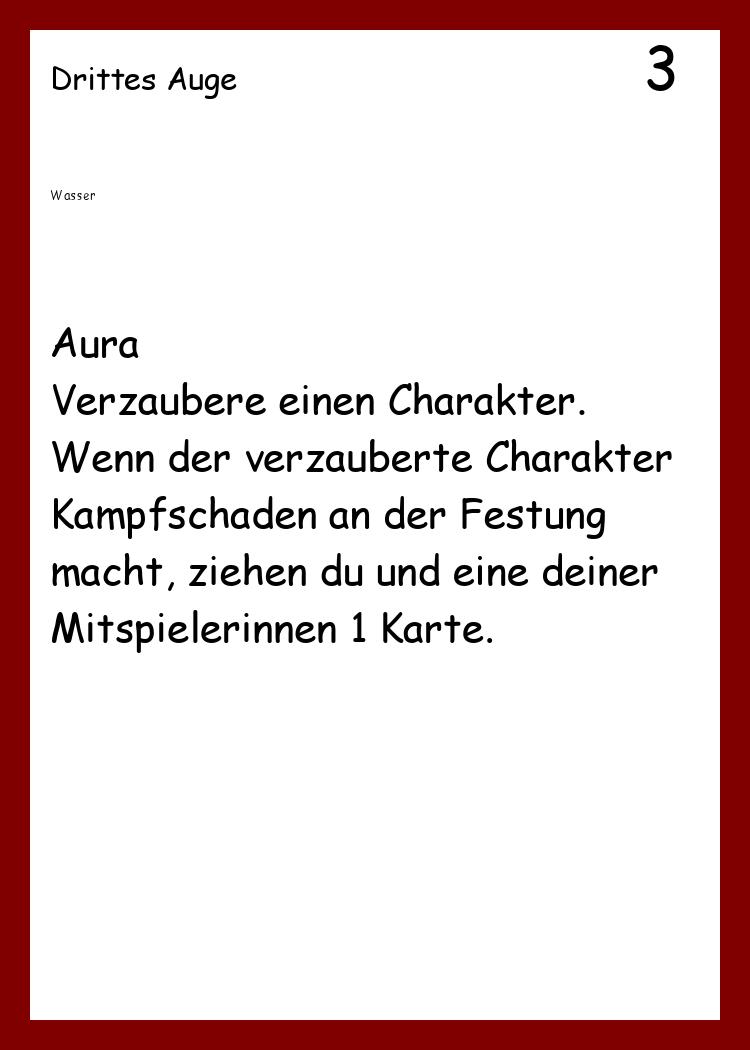 Drittes Auge
3
Wasser
Aura
Verzaubere einen Charakter.
Wenn der verzauberte Charakter
Kampfschaden an der Festung
macht, ziehen du und eine deiner
Mitspielerinnen 1 Karte.